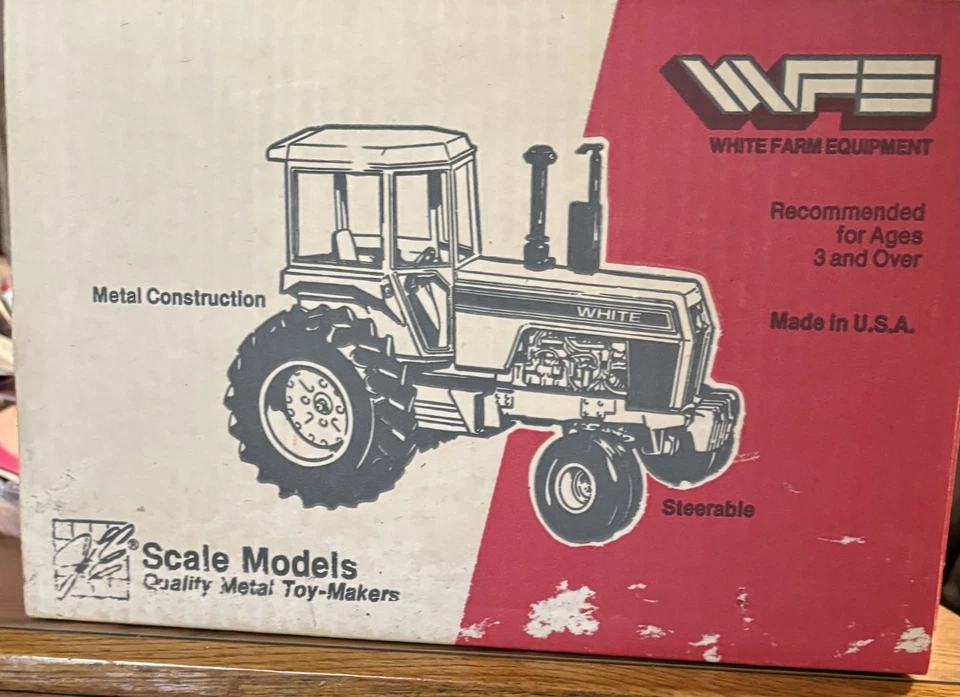 WFE
WHITE FARM EQUIPMENT
Recommended
for Ages
3 and Over
Made in U.S.A.
Metal Construction
WHITE
Steerable
®
Scale Models
Quality Metal Toy-Makers